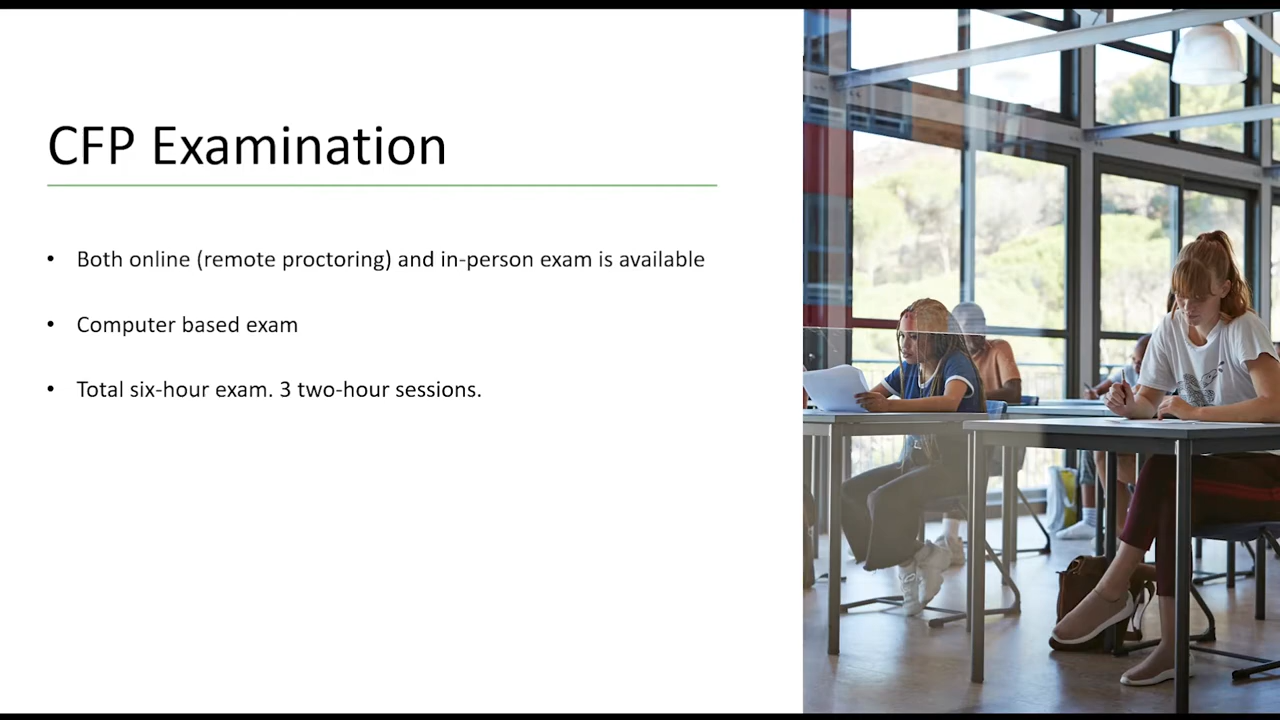 CFP Examination
• Both online (remote proctoring) and in-person exam is available
• Computer based exam
• Total six-hour exam. 3 two-hour sessions.